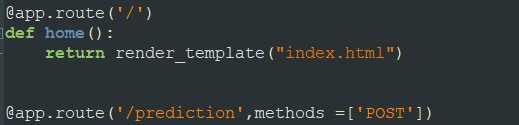 @app.route('/')
def home():
    return render_template("index.html")
@app.route('/prediction',methods =['POST'])